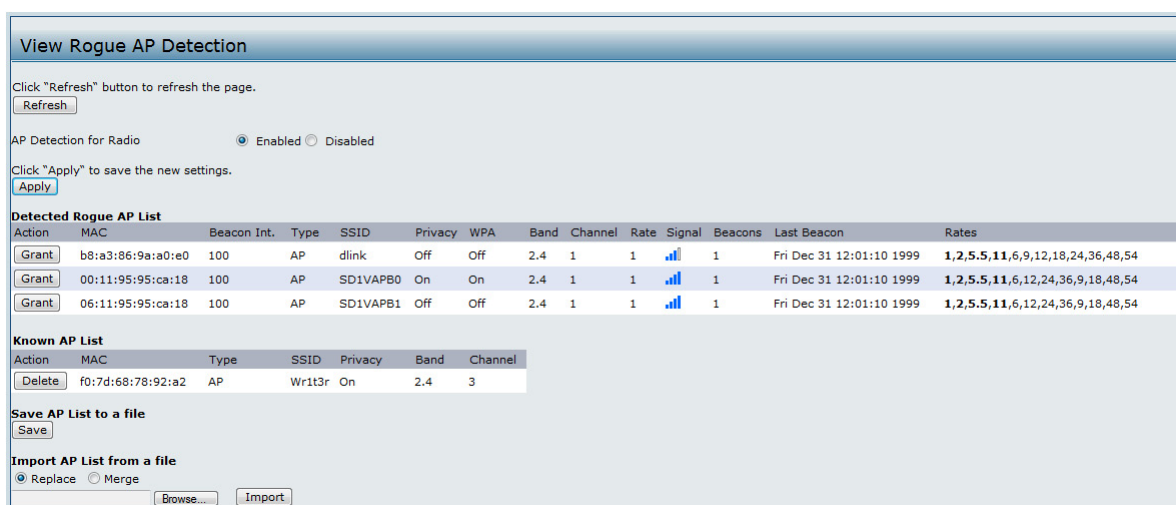 View Rogue AP Detection
Click "Refresh" button to refresh the page.
Refresh
AP Detection for Radio Enabled Disabled
Click "Apply" to save the new settings.
Apply
Detected Rogue AP List
Action MAC Beacon Int. Type SSID Privacy WPA Band Channel Rate Signal Beacons Last Beacon Rates
Grant b8:a3:86:9a:a0:e0 100 AP dlink Off Off 2.4 1 1 1 Fri Dec 31 12:01:10 1999 1,2,5.5,11,6,9,12,18,24,36,48,54
Grant 00:11:95:95:ca:18 100 AP SD1VAPB0 On On 2.4 1 1 1 Fri Dec 31 12:01:10 1999 1,2,5.5,11,6,12,24,36,9,18,48,54
Grant 06:11:95:95:ca:18 100 AP SD1VAPB1 Off Off 2.4 1 1 1 Fri Dec 31 12:01:10 1999 1,2,5.5,11,6,12,24,36,9,18,48,54
Known AP List
Action MAC Type SSID Privacy Band Channel
Delete f0:7d:68:78:92:a2 AP Wr1t3r On 2.4 3
Save AP List to a file
Save
Import AP List from a file
Replace Merge
Browse... Import